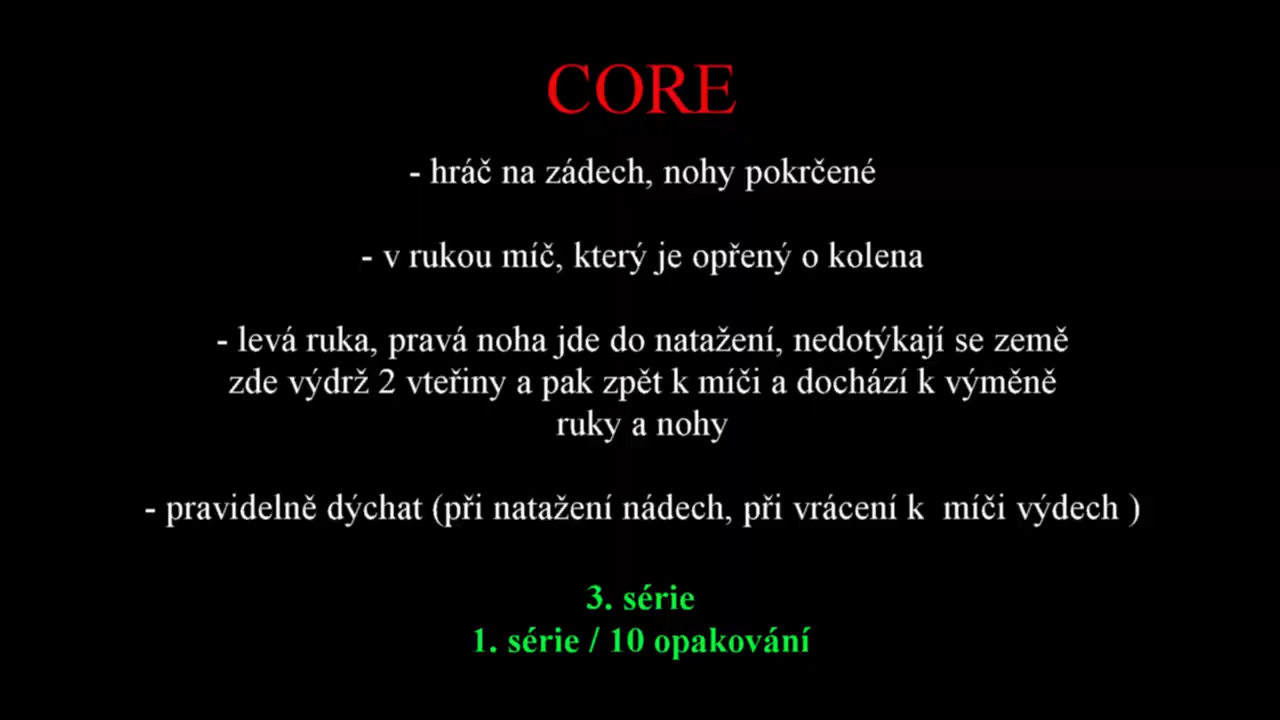 CORE
- hráč na zádech, nohy pokrčené
- v rukou míč, který je opřený o kolena
- levá ruka, pravá noha jde do natažení, nedotýkají se země
zde výdrž 2 vteřiny a pak zpět k míči a dochází k výměně
ruky a nohy
- pravidelně dýchat (při natažení nádech, při vrácení k  míči výdech )
3. série
1. série / 10 opakování